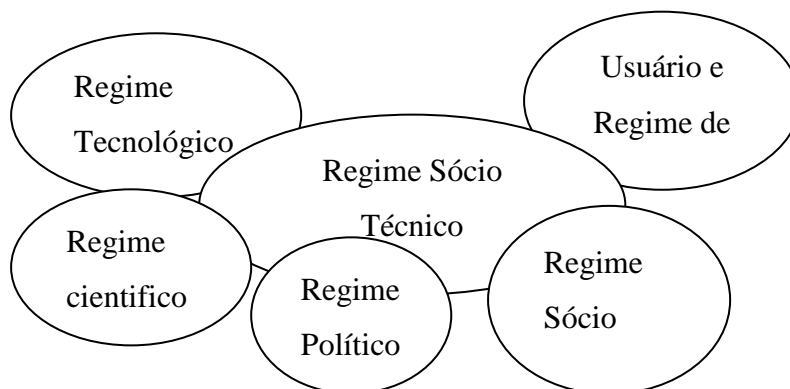 Regime
Tecnológico
Usuário e
Regime de
Regime Sócio
Técnico
Regime
cientifico
Regime
Político
Regime
Sócio